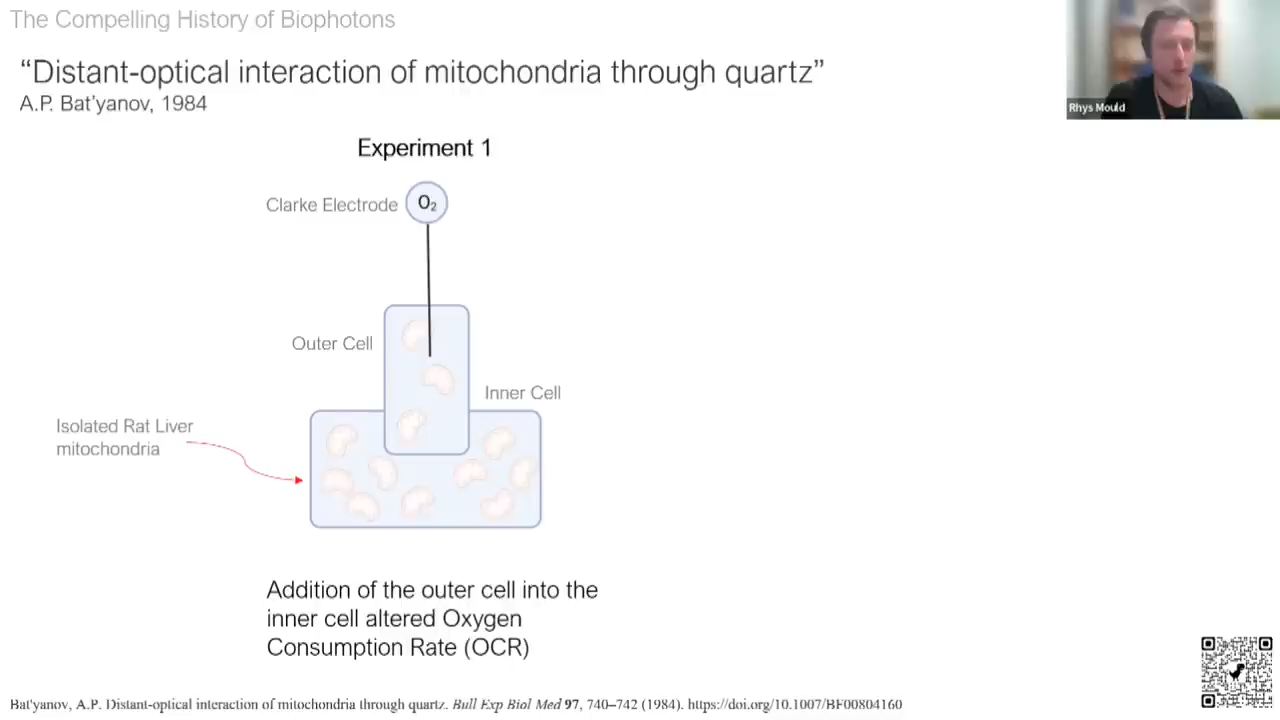 The Compelling History of Biophotons
“Distant-optical interaction of mitochondria through quartz”
A.P. Bat’yanov, 1984
Rhys Mould
Experiment 1
Clarke Electrode
O₂
Outer Cell
Inner Cell
Isolated Rat Liver
mitochondria
Addition of the outer cell into the
inner cell altered Oxygen
Consumption Rate (OCR)
Bat'yanov, A.P. Distant-optical interaction of mitochondria through quartz. Bull Exp Biol Med 97, 740–742 (1984). https://doi.org/10.1007/BF00804160